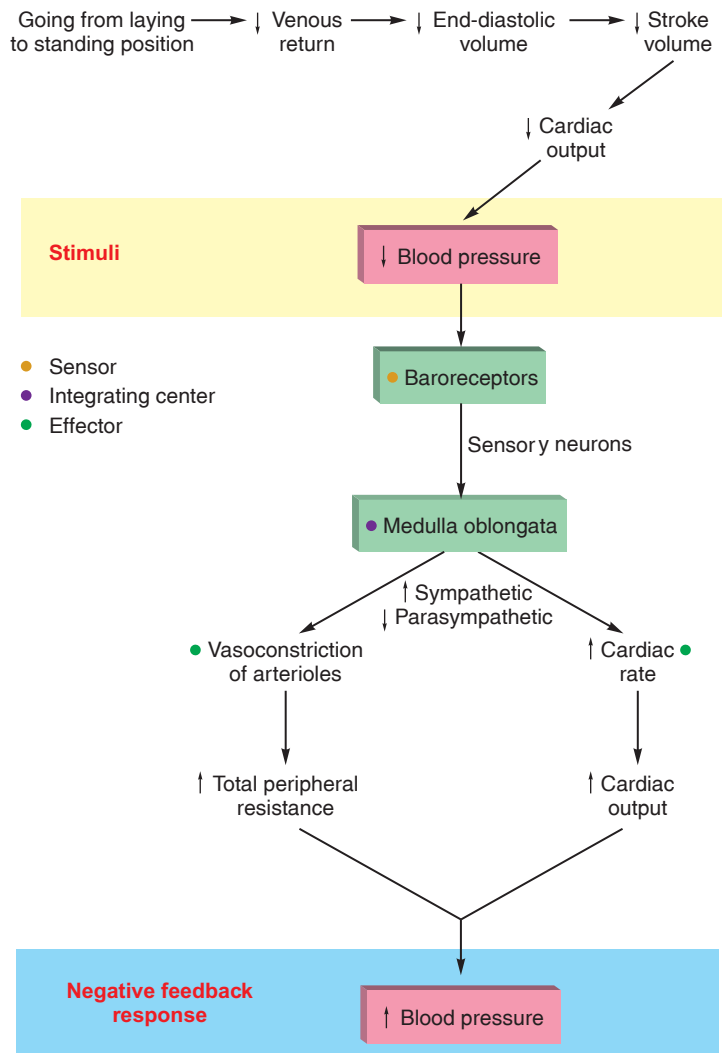 Going from laying
to standing position
↓ Venous
return
↓ End-diastolic
volume
↓ Stroke
volume
↓ Cardiac
output
Stimuli
↓ Blood pressure
Sensor
Integrating center
Effector
Baroreceptors
Sensory neurons
Medulla oblongata
↑ Sympathetic
↓ Parasympathetic
Vasoconstriction
of arterioles
↑ Cardiac
rate
↑ Total peripheral
resistance
↑ Cardiac
output
Negative feedback
response
↑ Blood pressure